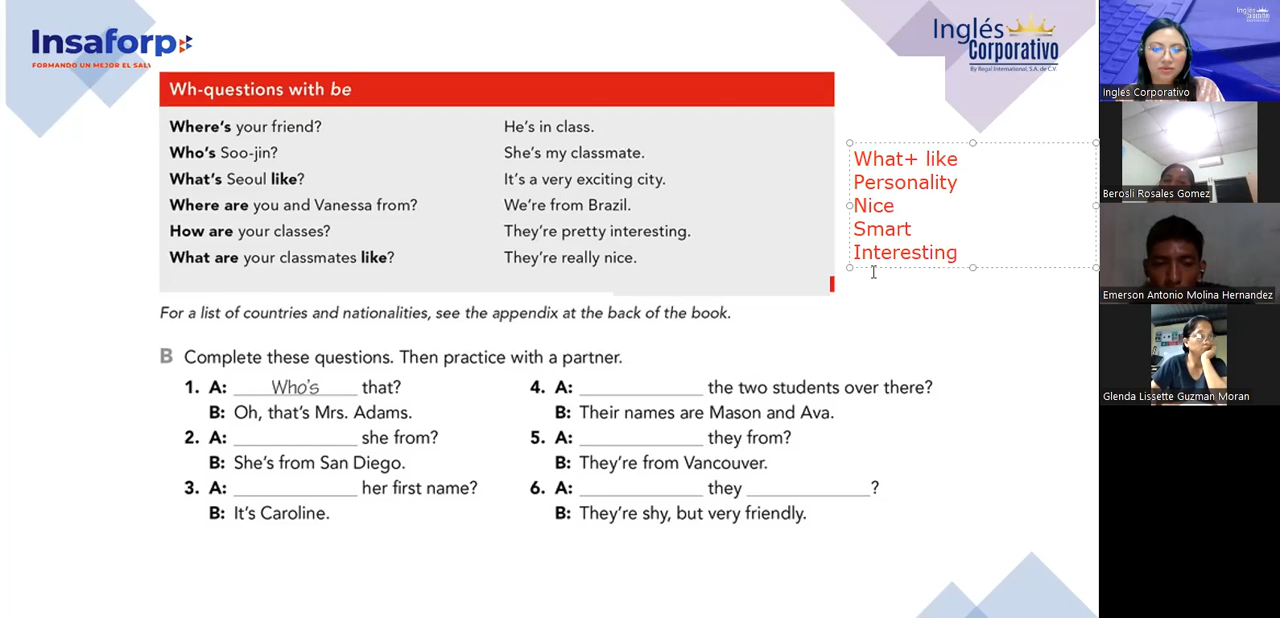 Insaforp
FORMANDO UN MEJOR EL SAL
Inglés
Corporativo
By Regal International, S.A. de C.V.
Wh-questions with be
Where's your friend? He's in class.
Who's Soo-jin? She's my classmate.
What's Seoul like? It's a very exciting city.
Where are you and Vanessa from? We're from Brazil.
How are your classes? They're pretty interesting.
What are your classmates like? They're really nice.
What+ like
Personality
Nice
Smart
Interesting
For a list of countries and nationalities, see the appendix at the back of the book.
B Complete these questions. Then practice with a partner.
1. A: Who's that?
B: Oh, that's Mrs. Adams.
2. A: ____________ she from?
B: She's from San Diego.
3. A: ____________ her first name?
B: It's Caroline.
4. A: ____________ the two students over there?
B: Their names are Mason and Ava.
5. A: ____________ they from?
B: They're from Vancouver.
6. A: ____________ they ____________ ?
B: They're shy, but very friendly.
Inglés
Ingles Corporativo
Berosli Rosales Gomez
Emerson Antonio Molina Hernandez
Glenda Lissette Guzman Moran